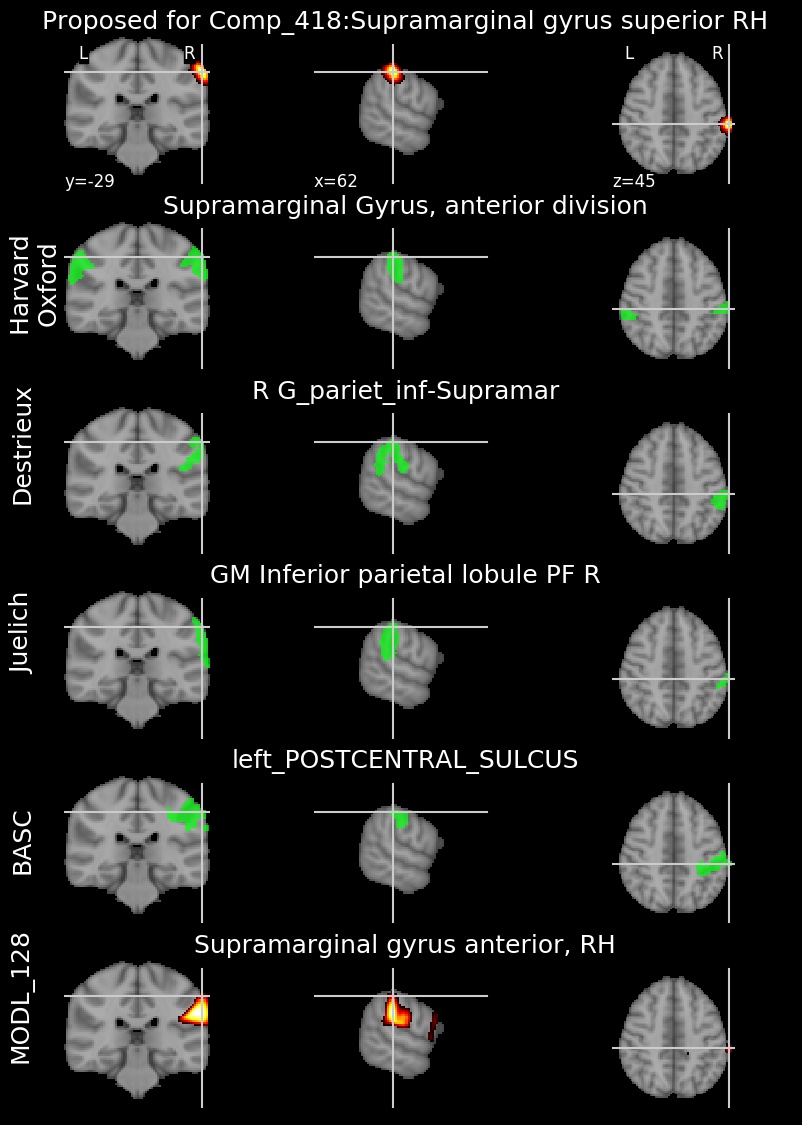 Proposed for Comp_418:Supramarginal gyrus superior RH
L R L R
y=-29 x=62 z=45
Supramarginal Gyrus, anterior division
Harvard
Oxford
R G_pariet_inf-Supramar
Destrieux
GM Inferior parietal lobule PF R
Juelich
left_POSTCENTRAL_SULCUS
BASC
Supramarginal gyrus anterior, RH
MODL_128